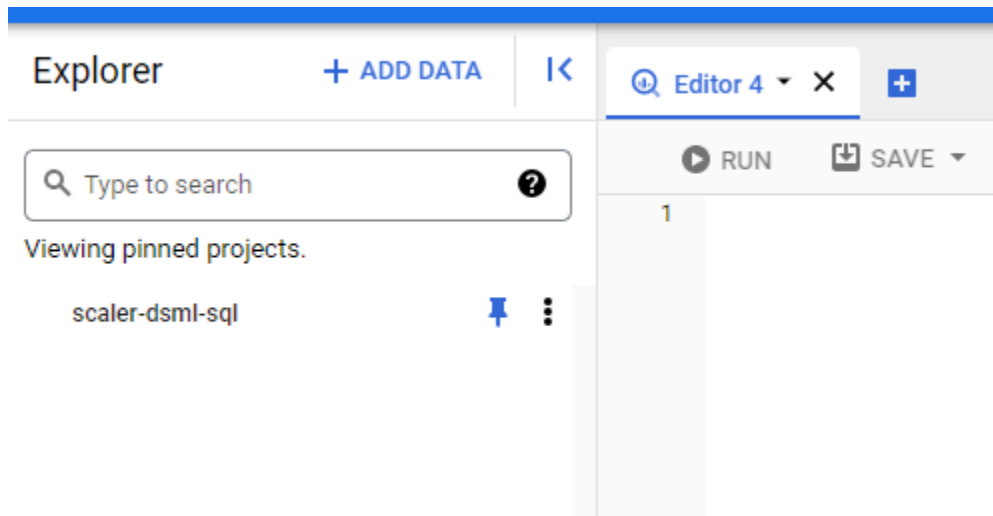 Explorer
+ ADD DATA
Editor 4
RUN
SAVE
Type to search
1
Viewing pinned projects.
scaler-dsml-sql